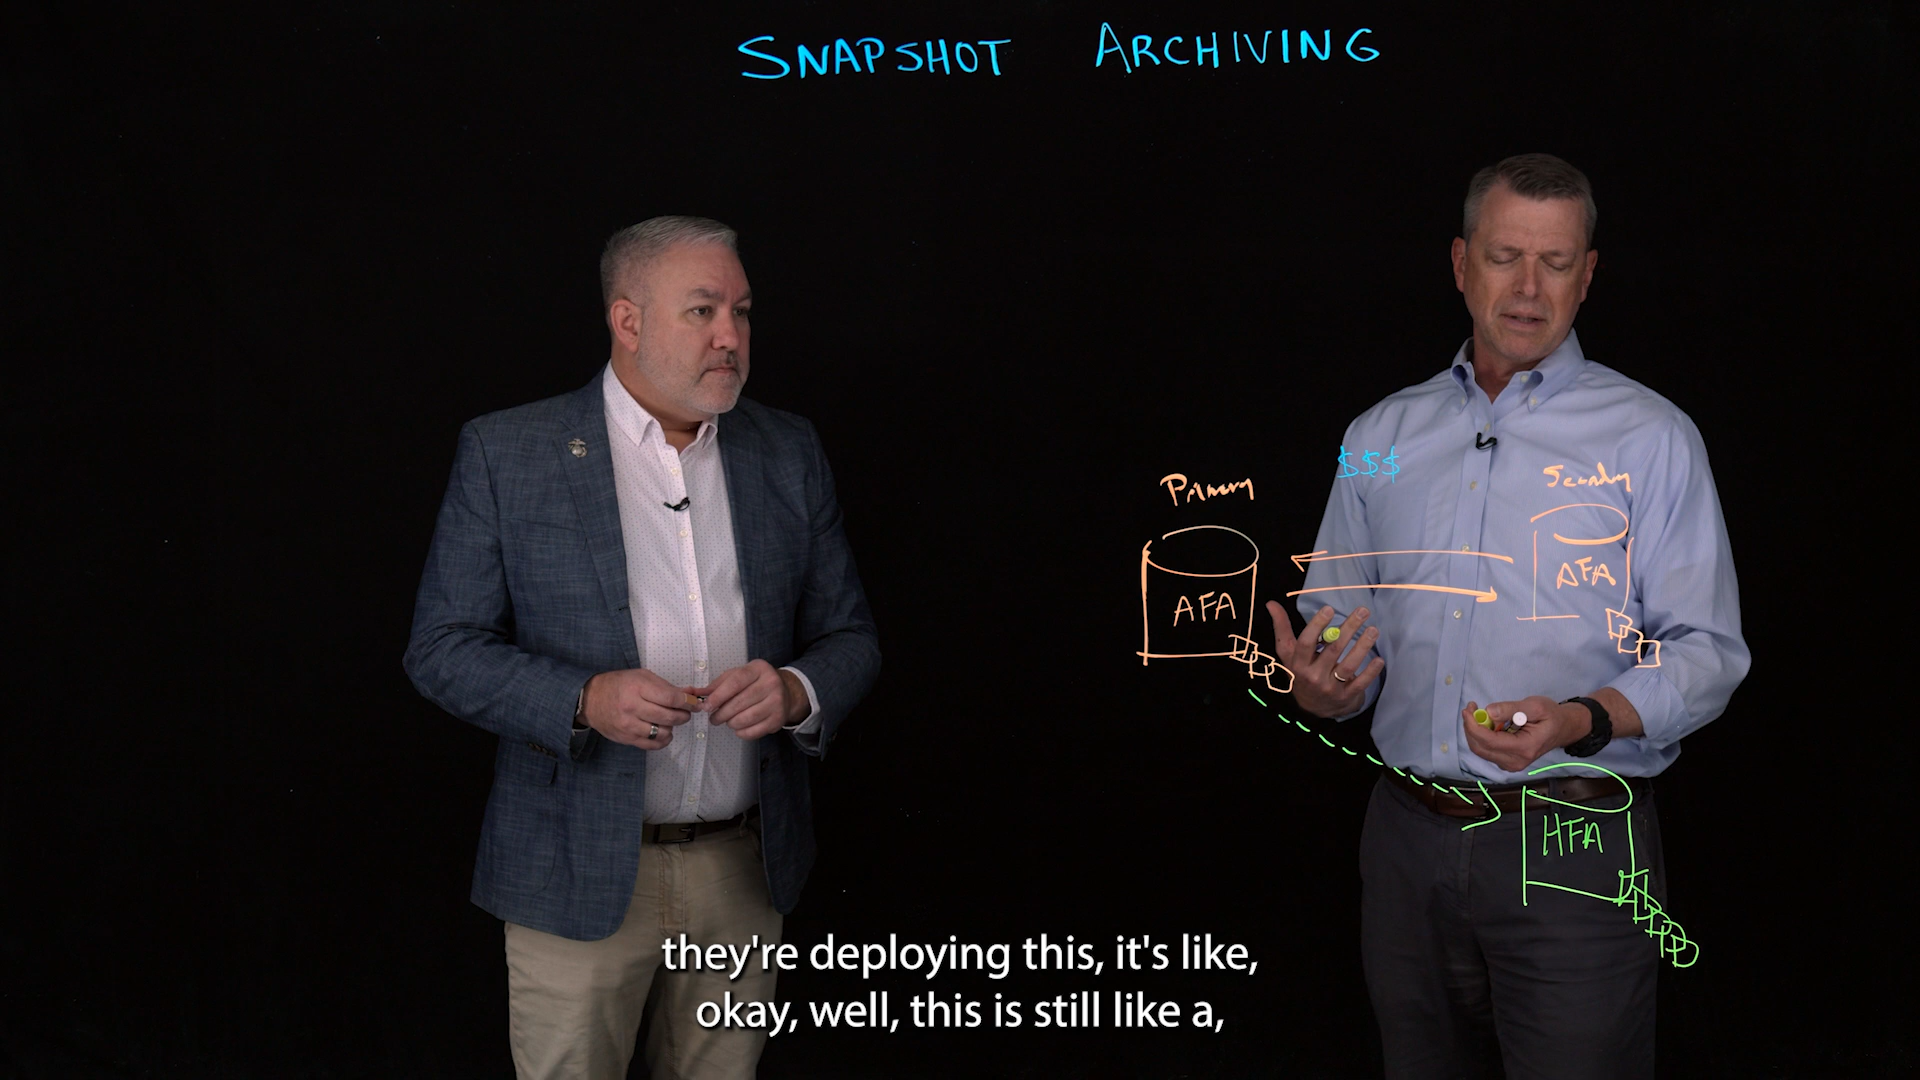 SNAPSHOT ARCHIVING
$$$
Primary
Secondary
AFA
AFA
HFA
they're deploying this, it's like,
okay, well, this is still like a,